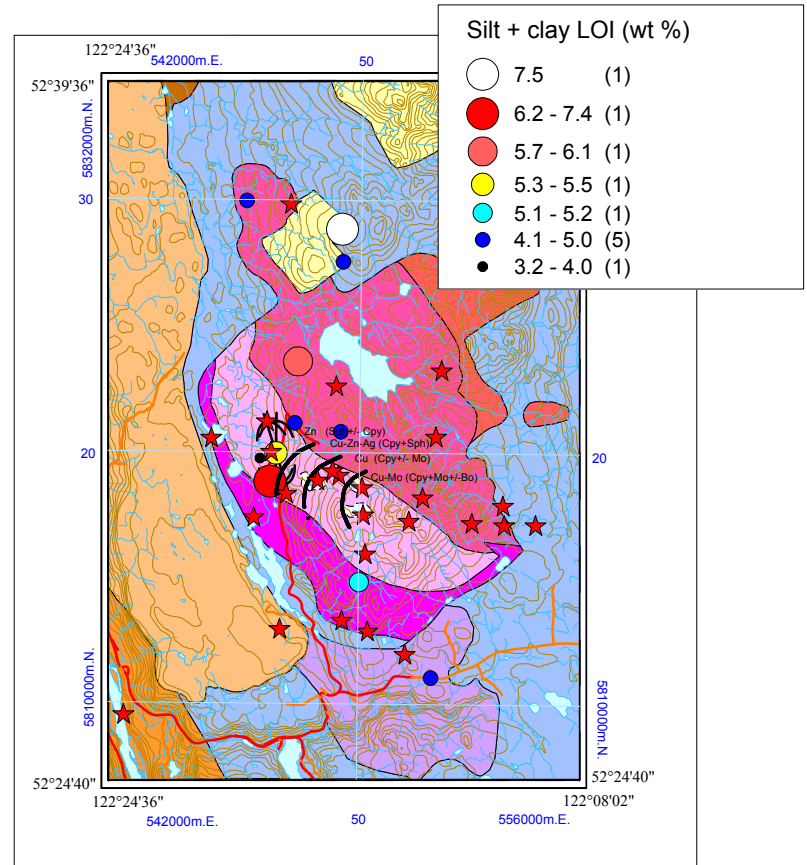 Silt + clay LOI (wt %)
7.5 (1)
6.2 - 7.4 (1)
5.7 - 6.1 (1)
5.3 - 5.5 (1)
5.1 - 5.2 (1)
4.1 - 5.0 (5)
3.2 - 4.0 (1)
122°24'36"
542000m.E.
50
52°39'36"
5832000m.N.
30
Zn (Sph+/- Cpy)
Cu-Zn-Ag (Cpy+Sph)
20
Cu (Cpy+/- Mo)
20
Cu-Mo (Cpy+Mo+/-Bo)
5810000m.N.
5810000m.N.
52°24'40"
52°24'40"
122°24'36"
122°08'02"
542000m.E.
50
556000m.E.